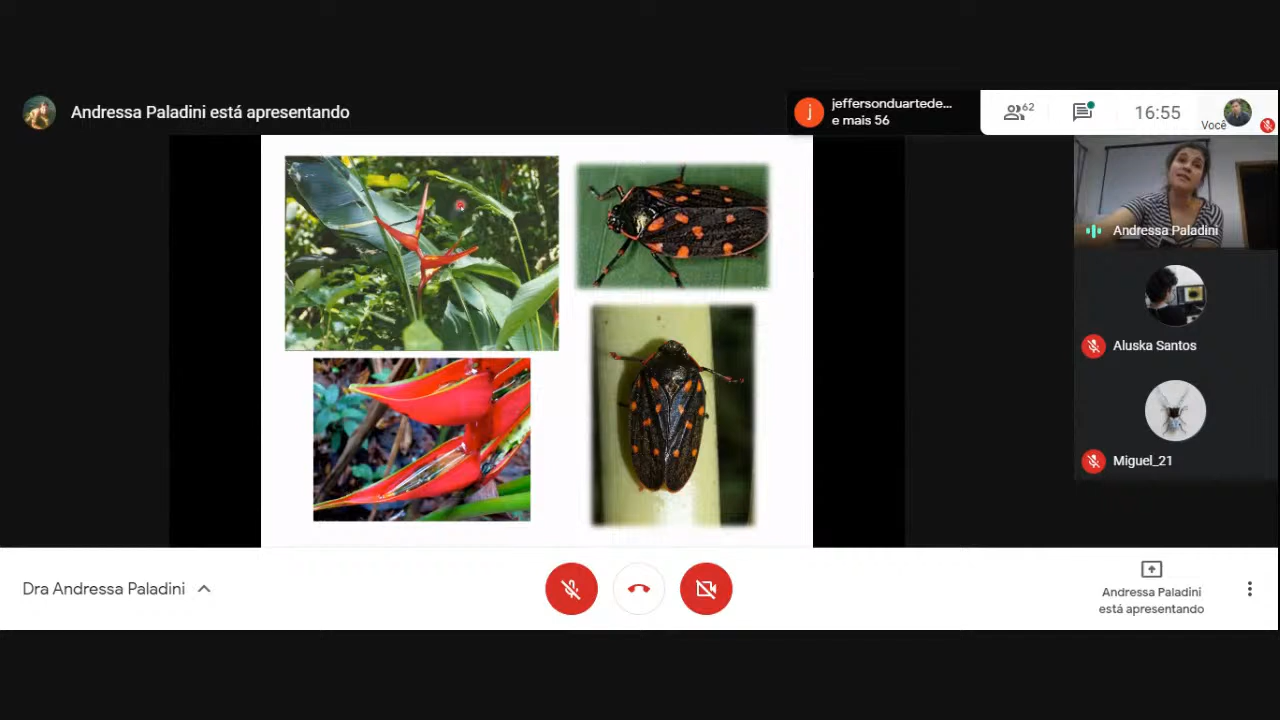 Andressa Paladini está apresentando
j
jeffersonduartede...
e mais 56
62
16:55
Você
Andressa Paladini
Aluska Santos
Miguel_21
Dra Andressa Paladini
Andressa Paladini
está apresentando